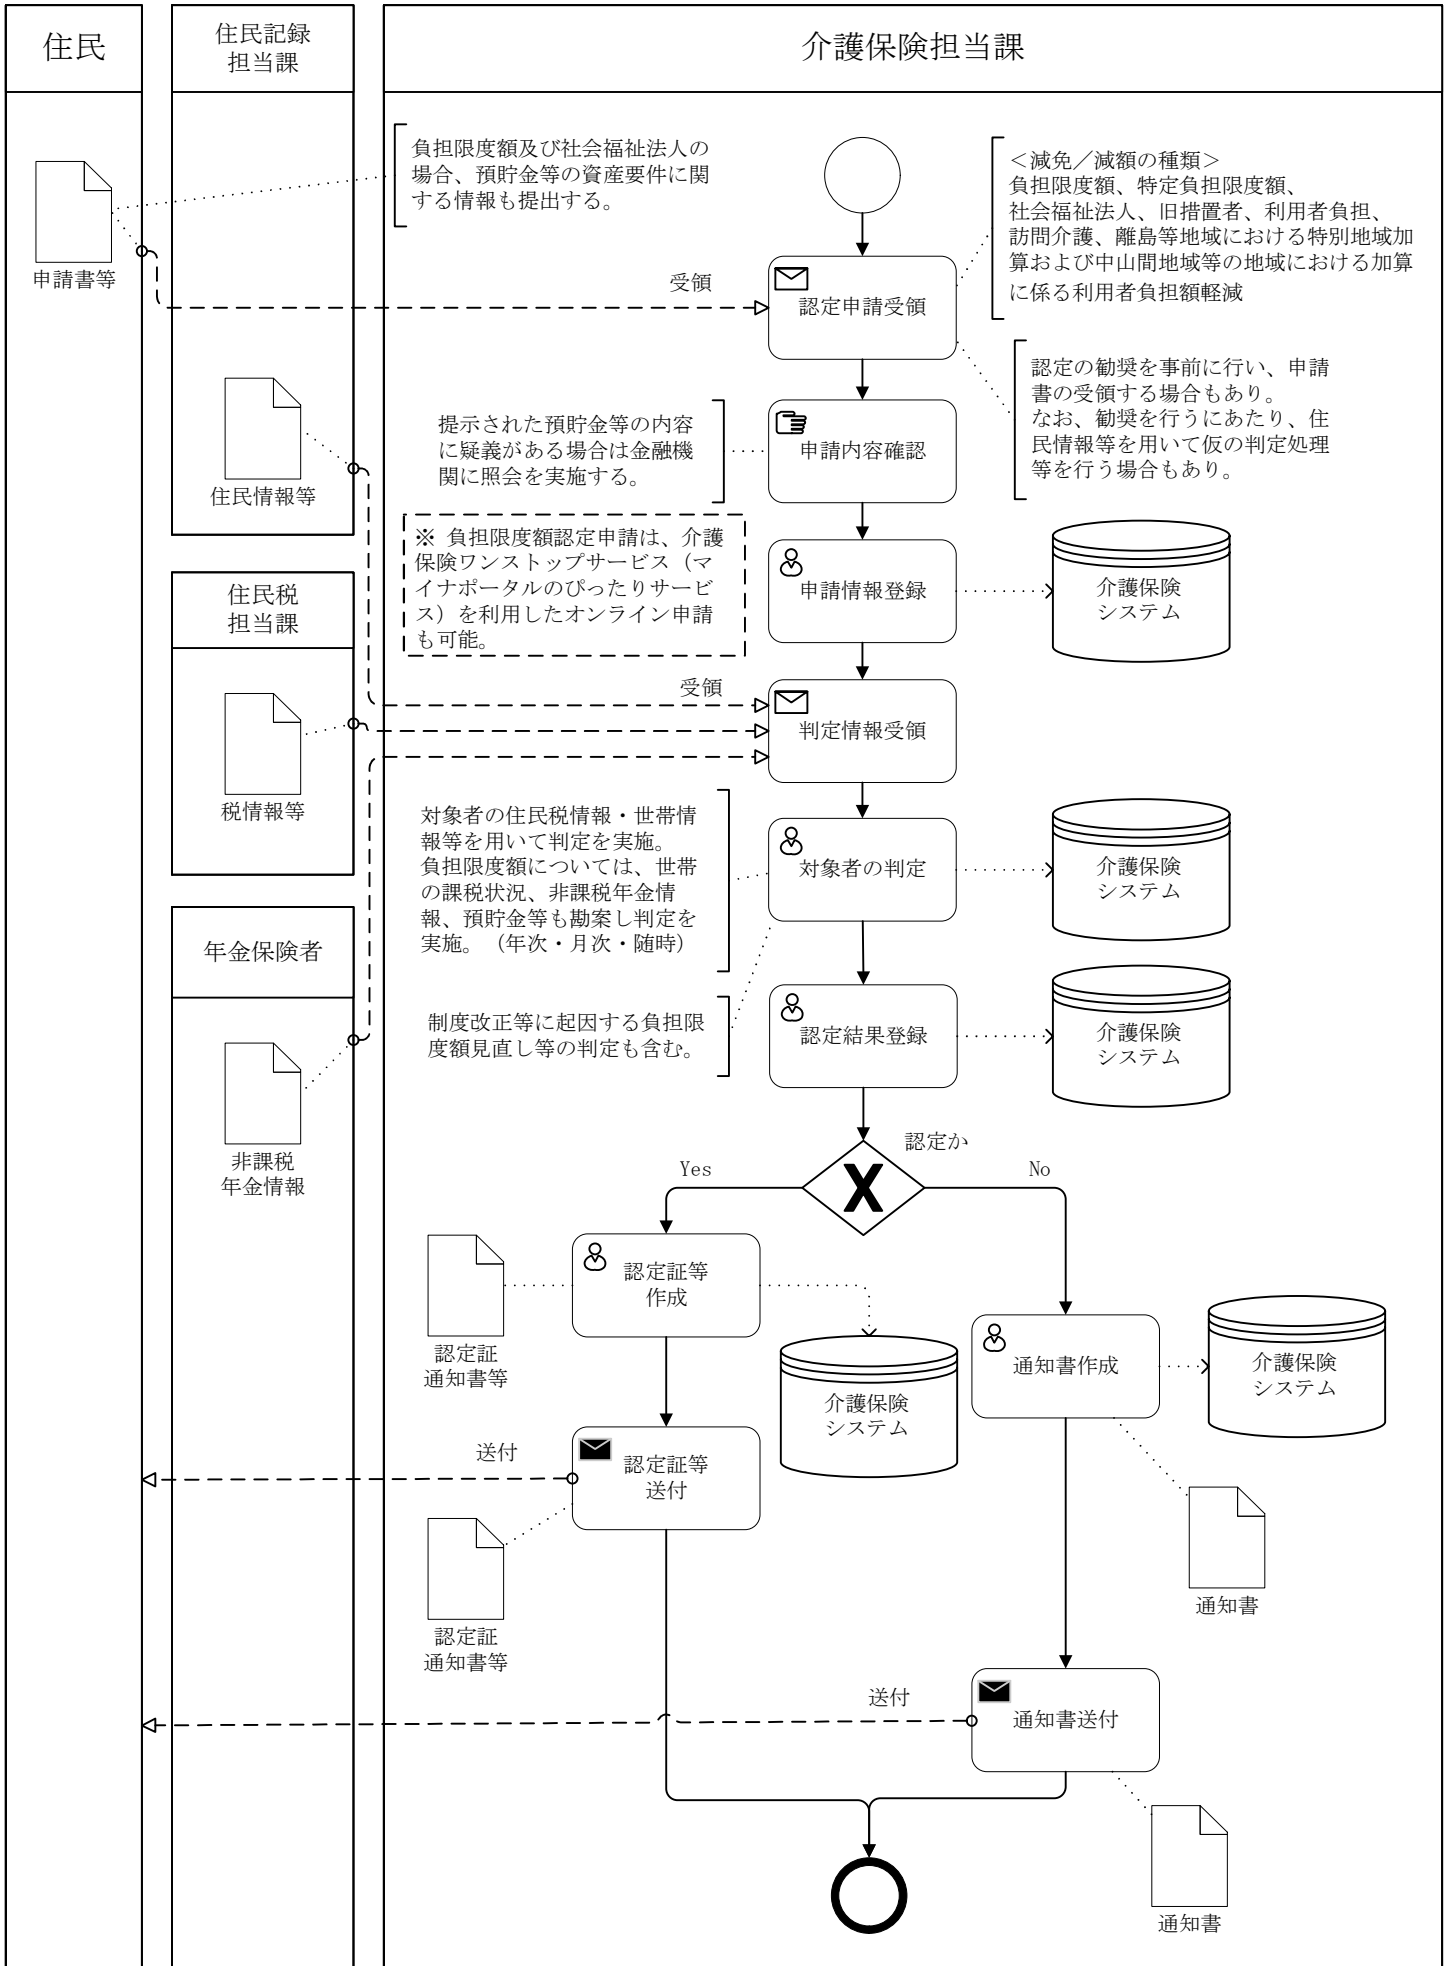 住民
住民記録
担当課
介護保険担当課
申請書等
負担限度額及び社会福祉法人の
場合、預貯金等の資産要件に関
する情報も提出する。
＜減免／減額の種類＞
負担限度額、特定負担限度額、
社会福祉法人、旧措置者、利用者負担、
訪問介護、離島等地域における特別地域加
算および中山間地域等の地域における加算
に係る利用者負担額軽減
受領
認定申請受領
認定の勧奨を事前に行い、申請
書の受領する場合もあり。
なお、勧奨を行うにあたり、住
民情報等を用いて仮の判定処理
等を行う場合もあり。
住民情報等
提示された預貯金等の内容
に疑義がある場合は金融機
関に照会を実施する。
申請内容確認
※ 負担限度額認定申請は、介護
保険ワンストップサービス（マ
イナポータルのぴったりサービ
ス）を利用したオンライン申請
も可能。
申請情報登録
介護保険
システム
住民税
担当課
税情報等
受領
判定情報受領
対象者の住民税情報・世帯情
報等を用いて判定を実施。
負担限度額については、世帯
の課税状況、非課税年金情
報、預貯金等も勘案し判定を
実施。（年次・月次・随時）
対象者の判定
介護保険
システム
年金保険者
非課税
年金情報
制度改正等に起因する負担限
度額見直し等の判定も含む。
認定結果登録
介護保険
システム
認定か
Yes
No
認定証等
作成
認定証
通知書等
介護保険
システム
通知書作成
介護保険
システム
送付
認定証等
送付
認定証
通知書等
通知書
送付
通知書送付
通知書